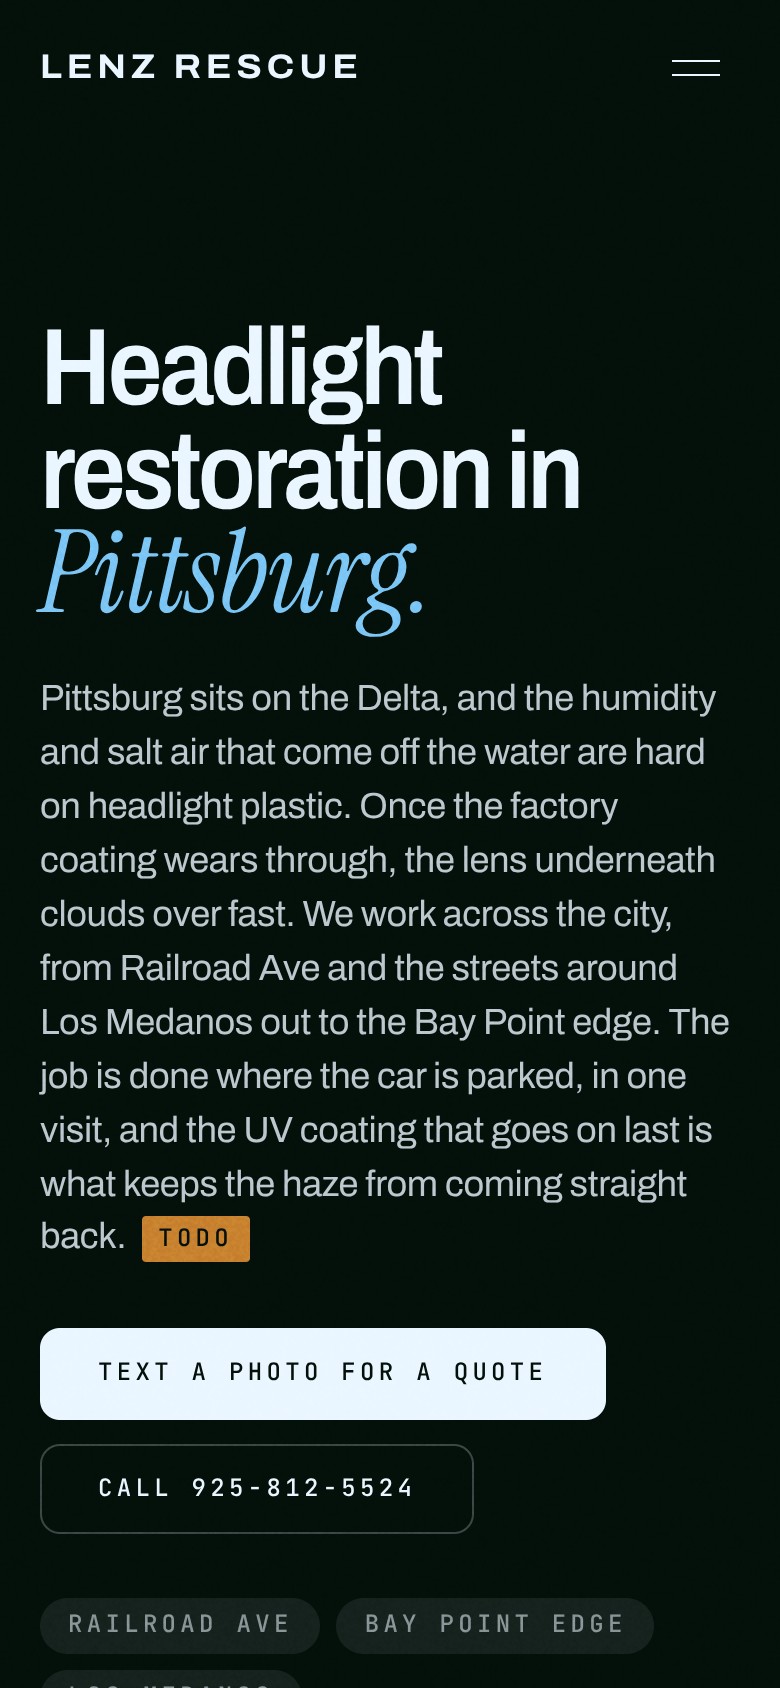 LENZ RESCUE
Headlight
restoration in
Pittsburg.
Pittsburg sits on the Delta, and the humidity
and salt air that come off the water are hard
on headlight plastic. Once the factory
coating wears through, the lens underneath
clouds over fast. We work across the city,
from Railroad Ave and the streets around
Los Medanos out to the Bay Point edge. The
job is done where the car is parked, in one
visit, and the UV coating that goes on last is
what keeps the haze from coming straight
back. TODO
TEXT A PHOTO FOR A QUOTE
CALL 925-812-5524
RAILROAD AVE BAY POINT EDGE